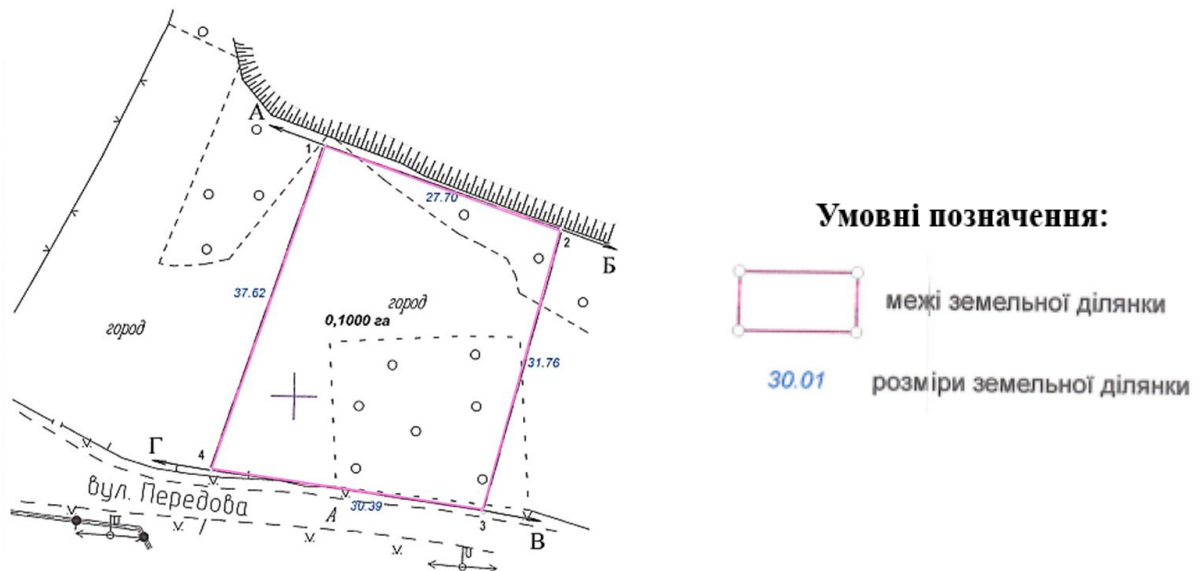 А
1
27.70
2
Б
37.62
город
0,1000 га
город
31.76
4
Г
вул. Передова
30.39
А
3
В
Умовні позначення:
межі земельної ділянки
30.01 розміри земельної ділянки